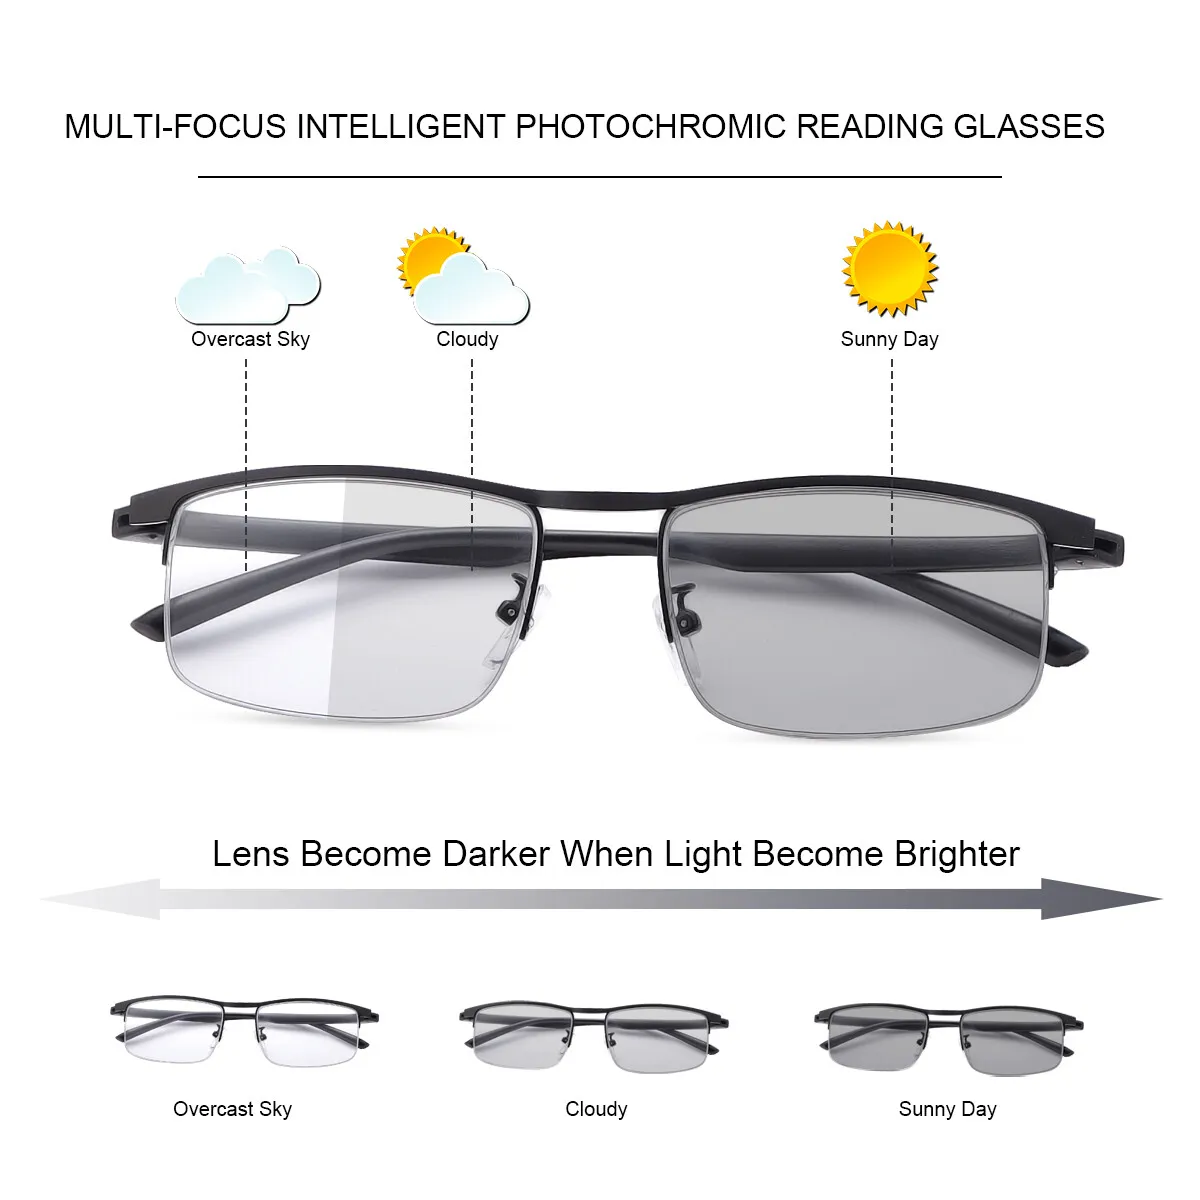 MULTI-FOCUS INTELLIGENT PHOTOCHROMIC READING GLASSES
Overcast Sky
Cloudy
Sunny Day
Lens Become Darker When Light Become Brighter
Overcast Sky
Cloudy
Sunny Day